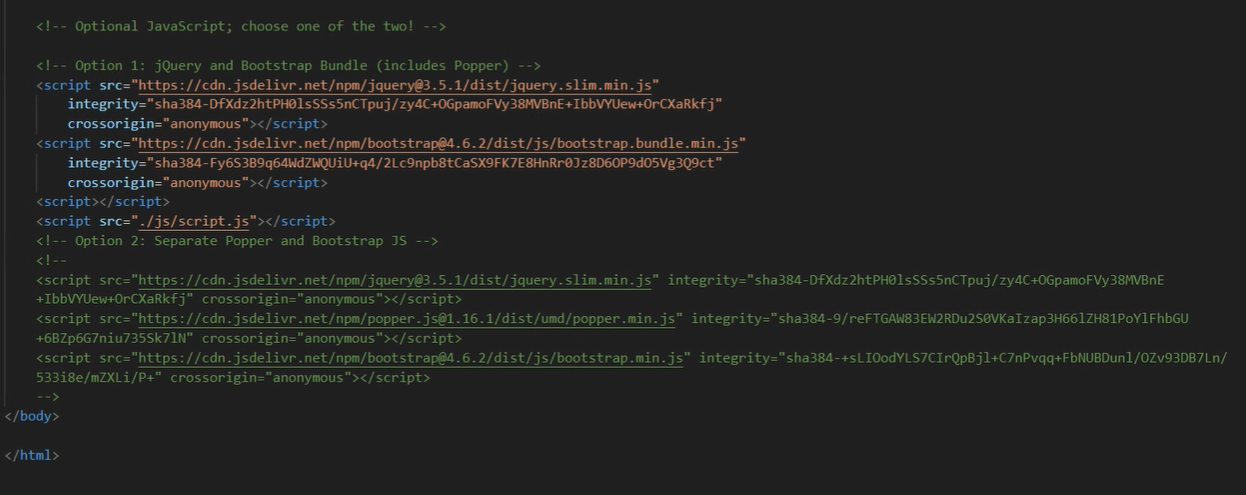 <!-- Optional JavaScript; choose one of the two! -->
<!-- Option 1: jQuery and Bootstrap Bundle (includes Popper) -->
<script src="https://cdn.jsdelivr.net/npm/jquery@3.5.1/dist/jquery.slim.min.js"
integrity="sha384-DfXdz2htPH0lsSSs5nCTpuj/zy4C+OGpamoFVy38MVBnE+IbbVYUew+OrCXaRkfj"
crossorigin="anonymous"></script>
<script src="https://cdn.jsdelivr.net/npm/bootstrap@4.6.2/dist/js/bootstrap.bundle.min.js"
integrity="sha384-Fy6S3B9q64WdZWQUiU+q4/2Lc9npb8tCaSX9FK7E8HnRr0Jz8D6OP9dO5Vg3Q9ct"
crossorigin="anonymous"></script>
<script></script>
<script src="./js/script.js"></script>
<!-- Option 2: Separate Popper and Bootstrap JS -->
<!--
<script src="https://cdn.jsdelivr.net/npm/jquery@3.5.1/dist/jquery.slim.min.js" integrity="sha384-DfXdz2htPH0lsSSs5nCTpuj/zy4C+OGpamoFVy38MVBnE
+IbbVYUew+OrCXaRkfj" crossorigin="anonymous"></script>
<script src="https://cdn.jsdelivr.net/npm/popper.js@1.16.1/dist/umd/popper.min.js" integrity="sha384-9/reFTGAW83EW2RDu2S0VKaIzap3H66lZH81PoYlFhbGU
+6BZp6G7niu735Sk7lN" crossorigin="anonymous"></script>
<script src="https://cdn.jsdelivr.net/npm/bootstrap@4.6.2/dist/js/bootstrap.min.js" integrity="sha384-+sLIOodYLS7CIrQpBjl+C7nPvqq+FbNUBDunl/OZv93DB7Ln/
533i8e/mZXLi/P+" crossorigin="anonymous"></script>
-->
</body>
</html>